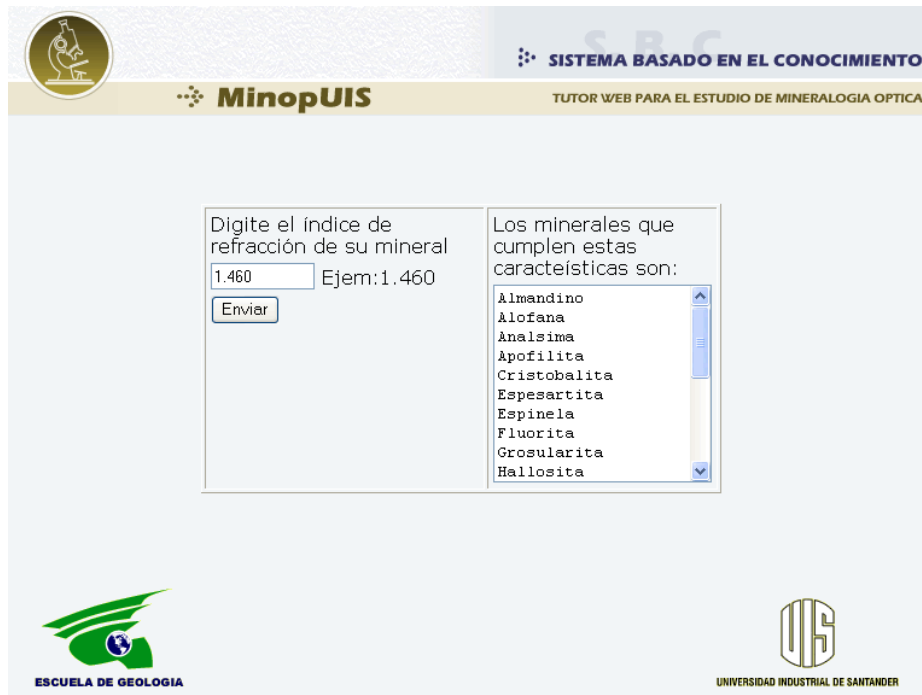 S. B. C
SISTEMA BASADO EN EL CONOCIMIENTO
MinopUIS
TUTOR WEB PARA EL ESTUDIO DE MINERALOGIA OPTICA
Digite el índice de
refracción de su mineral
1.460 Ejem:1.460
Enviar
Los minerales que
cumplen estas
caracteísticas son:
Almandino
Alofana
Analsima
Apofilita
Cristobalita
Espesartita
Espinela
Fluorita
Grosularita
Hallosita
ESCUELA DE GEOLOGIA
UIS
UNIVERSIDAD INDUSTRIAL DE SANTANDER